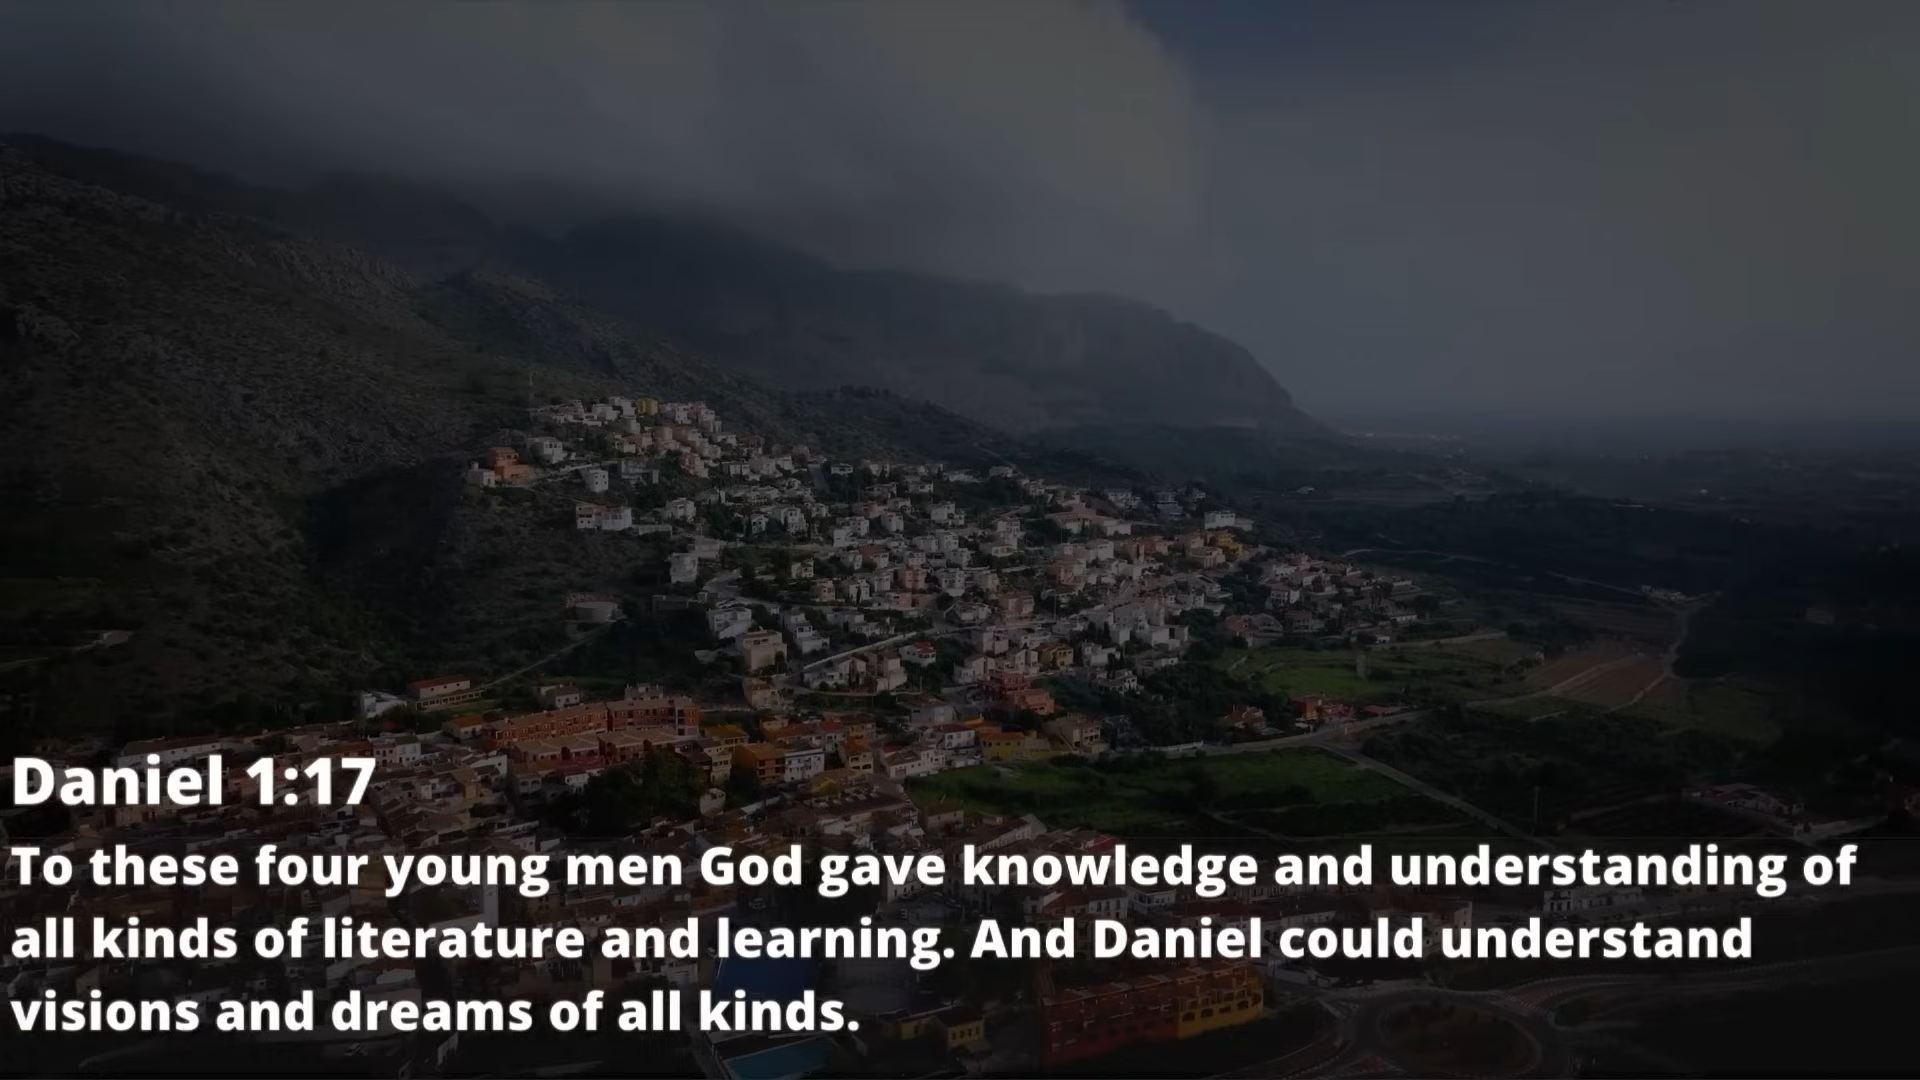 Daniel 1:17
To these four young men God gave knowledge and understanding of
all kinds of literature and learning. And Daniel could understand
visions and dreams of all kinds.